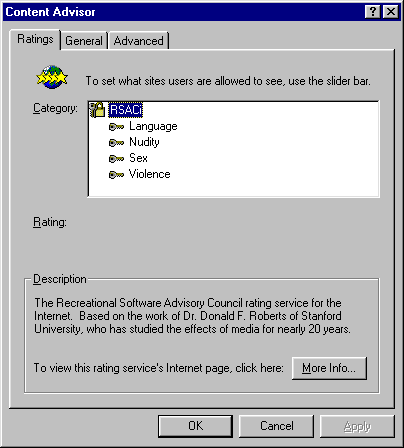 Content Advisor
Ratings General Advanced
To set what sites users are allowed to see, use the slider bar.
Category:
RSACi
Language
Nudity
Sex
Violence
Rating:
Description
The Recreational Software Advisory Council rating service for the
Internet. Based on the work of Dr. Donald F. Roberts of Stanford
University, who has studied the effects of media for nearly 20 years.
To view this rating service's Internet page, click here: More Info...
OK Cancel Apply